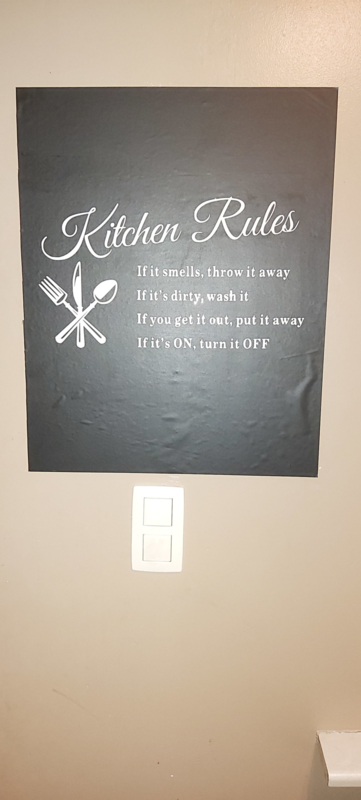 Kitchen Rules
If it smells, throw it away
If it's dirty, wash it
If you get it out, put it away
If it's ON, turn it OFF